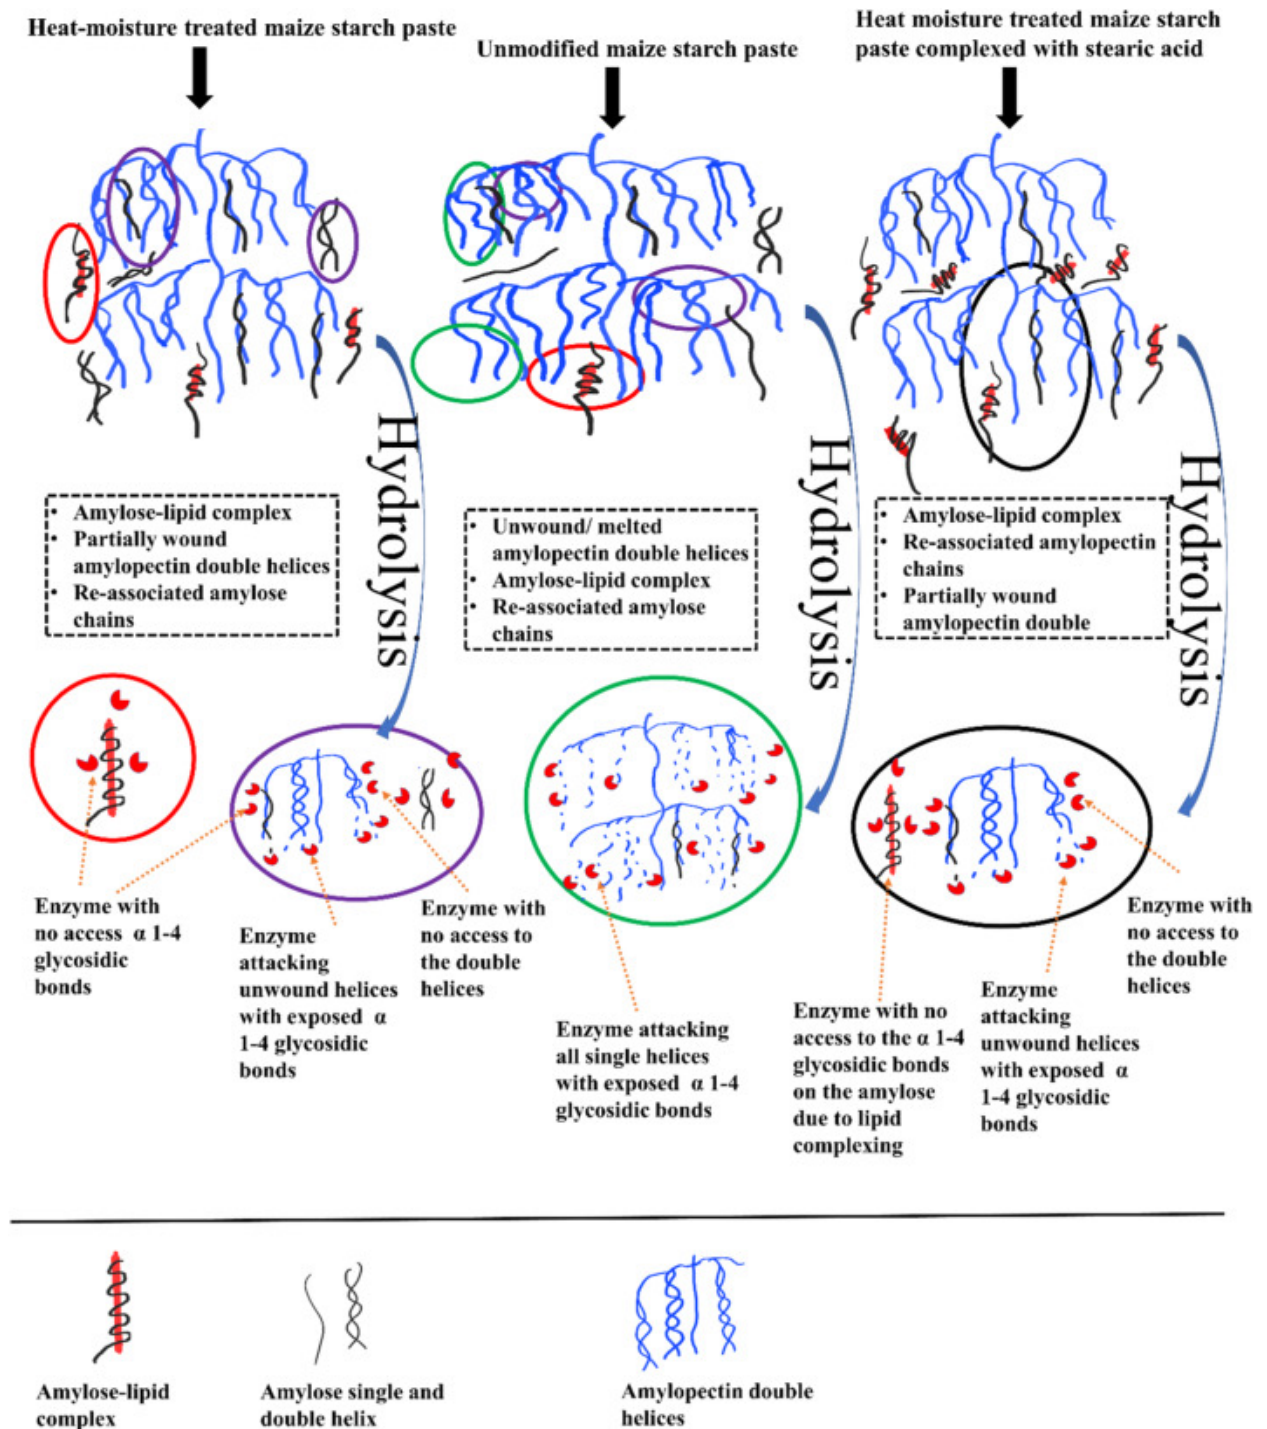 Heat-moisture treated maize starch paste
Unmodified maize starch paste
Heat moisture treated maize starch
paste complexed with stearic acid
Hydrolysis
Hydrolysis
Hydrolysis
• Amylose-lipid complex
• Partially wound
amylopectin double helices
• Re-associated amylose
chains
• Unwound/ melted
amylopectin double helices
• Amylose-lipid complex
• Re-associated amylose
chains
• Amylose-lipid complex
• Re-associated amylopectin
chains
• Partially wound
amylopectin double
Enzyme with
no access α 1-4
glycosidic
bonds
Enzyme
attacking
unwound helices
with exposed α
1-4 glycosidic
bonds
Enzyme with
no access to
the double
helices
Enzyme attacking
all single helices
with exposed α 1-4
glycosidic bonds
Enzyme with no
access to the α 1-4
glycosidic bonds
on the amylose
due to lipid
complexing
Enzyme
attacking
unwound helices
with exposed α
1-4 glycosidic
bonds
Enzyme with
no access to
the double
helices
Amylose-lipid
complex
Amylose single and
double helix
Amylopectin double
helices